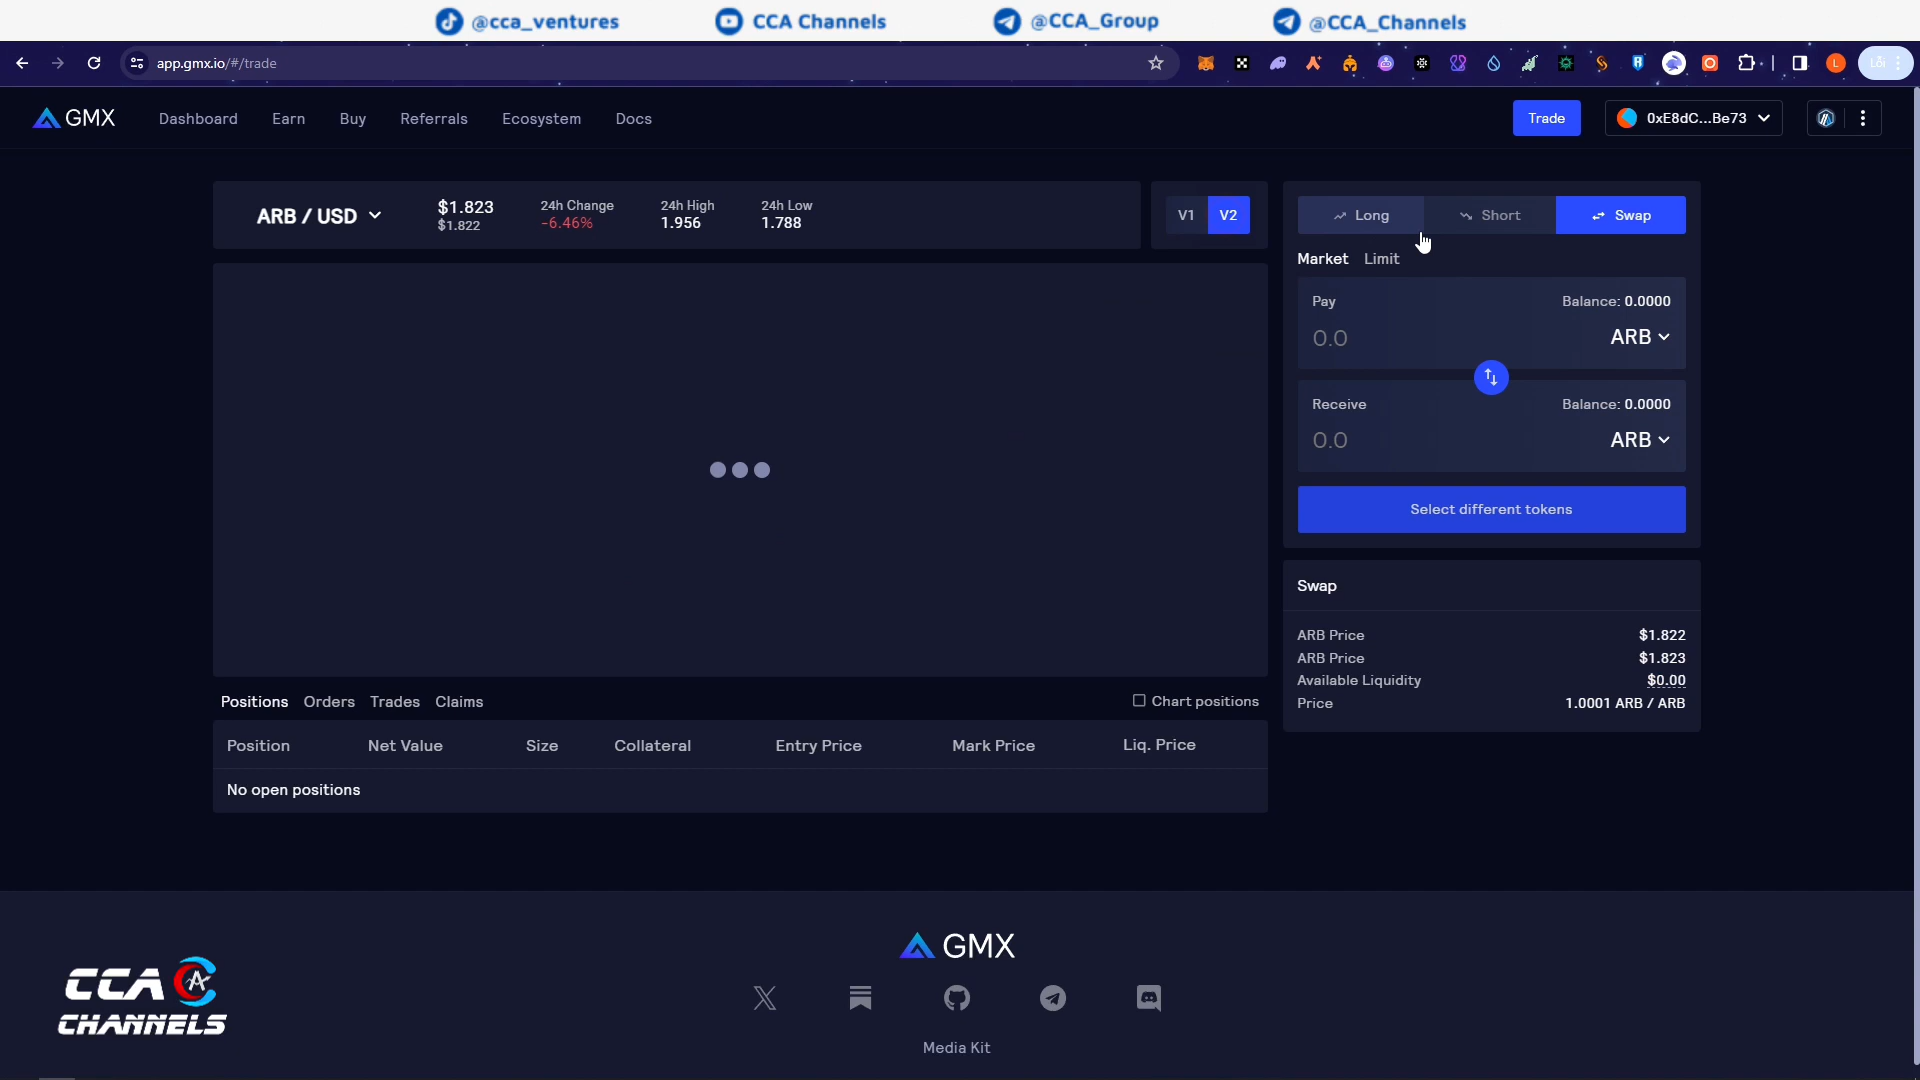 @cca_ventures CCA Channels @CCA_Group @CCA_Channels
app.gmx.io/#/trade L Lỗi
GMX Dashboard Earn Buy Referrals Ecosystem Docs Trade 0xE8dC...Be73
ARB / USD
$1.823
$1.822
24h Change
-6.46%
24h High
1.956
24h Low
1.788
V1 V2
Long Short Swap
Market Limit
Pay Balance: 0.0000
0.0 ARB
Receive Balance: 0.0000
0.0 ARB
Select different tokens
Swap
ARB Price $1.822
ARB Price $1.823
Available Liquidity $0.00
Price 1.0001 ARB / ARB
Positions Orders Trades Claims Chart positions
Position Net Value Size Collateral Entry Price Mark Price Liq. Price
No open positions
GMX
CCA
CHANNELS
Media Kit